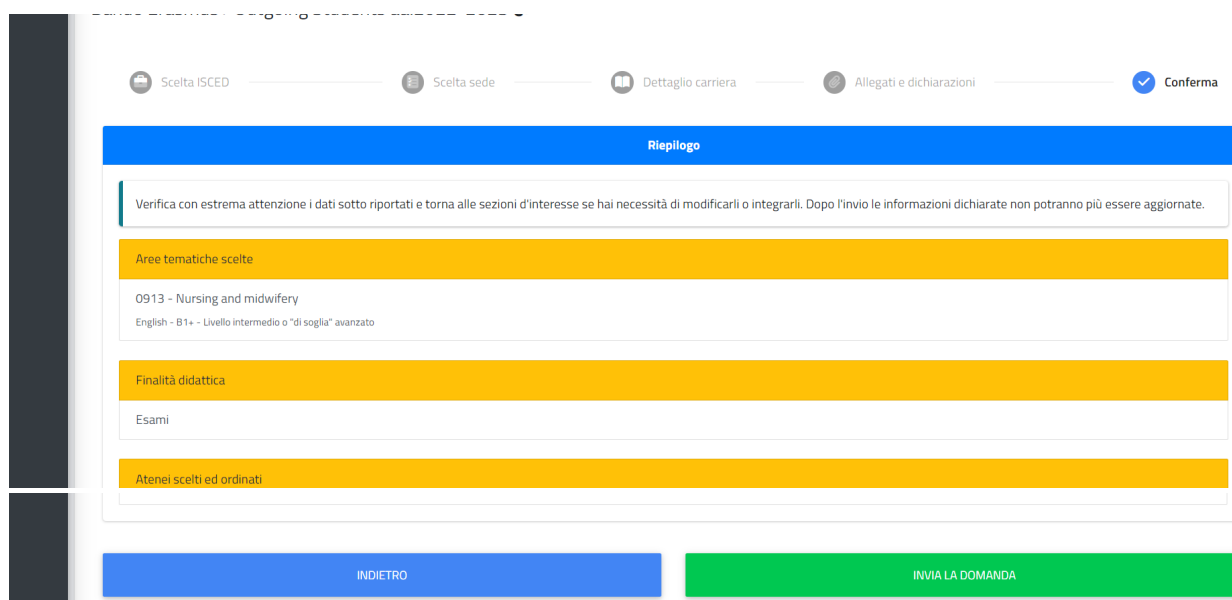 Scelta ISCED
Scelta sede
Dettaglio carriera
Allegati e dichiarazioni
Conferma
Riepilogo
Verifica con estrema attenzione i dati sotto riportati e torna alle sezioni d'interesse se hai necessità di modificarli o integrarli. Dopo l'invio le informazioni dichiarate non potranno più essere aggiornate.
Aree tematiche scelte
0913 - Nursing and midwifery
English - B1+ - Livello intermedio o "di soglia" avanzato
Finalità didattica
Esami
Atenei scelti ed ordinati
INDIETRO
INVIA LA DOMANDA